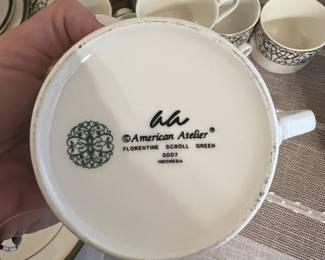 aa
©American Atelier®
FLORENTINE SCROLL GREEN
5007
INDONESIA